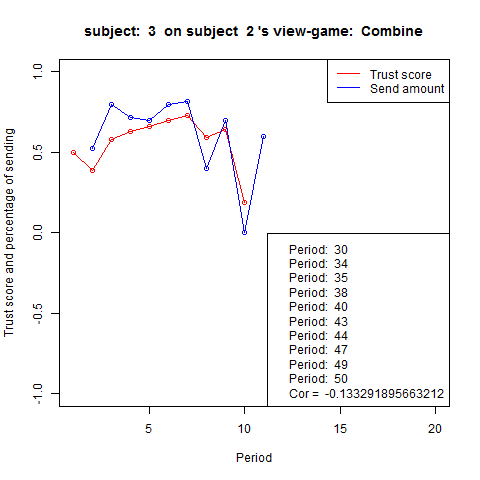 subject:  3  on subject  2 's view-game:  Combine
Trust score
Send amount
Trust score and percentage of sending
1.0
0.5
0.0
-0.5
-1.0
Period:  30
Period:  34
Period:  35
Period:  38
Period:  40
Period:  43
Period:  44
Period:  47
Period:  49
Period:  50
Cor =  -0.133291895663212
5
10
15
20
Period